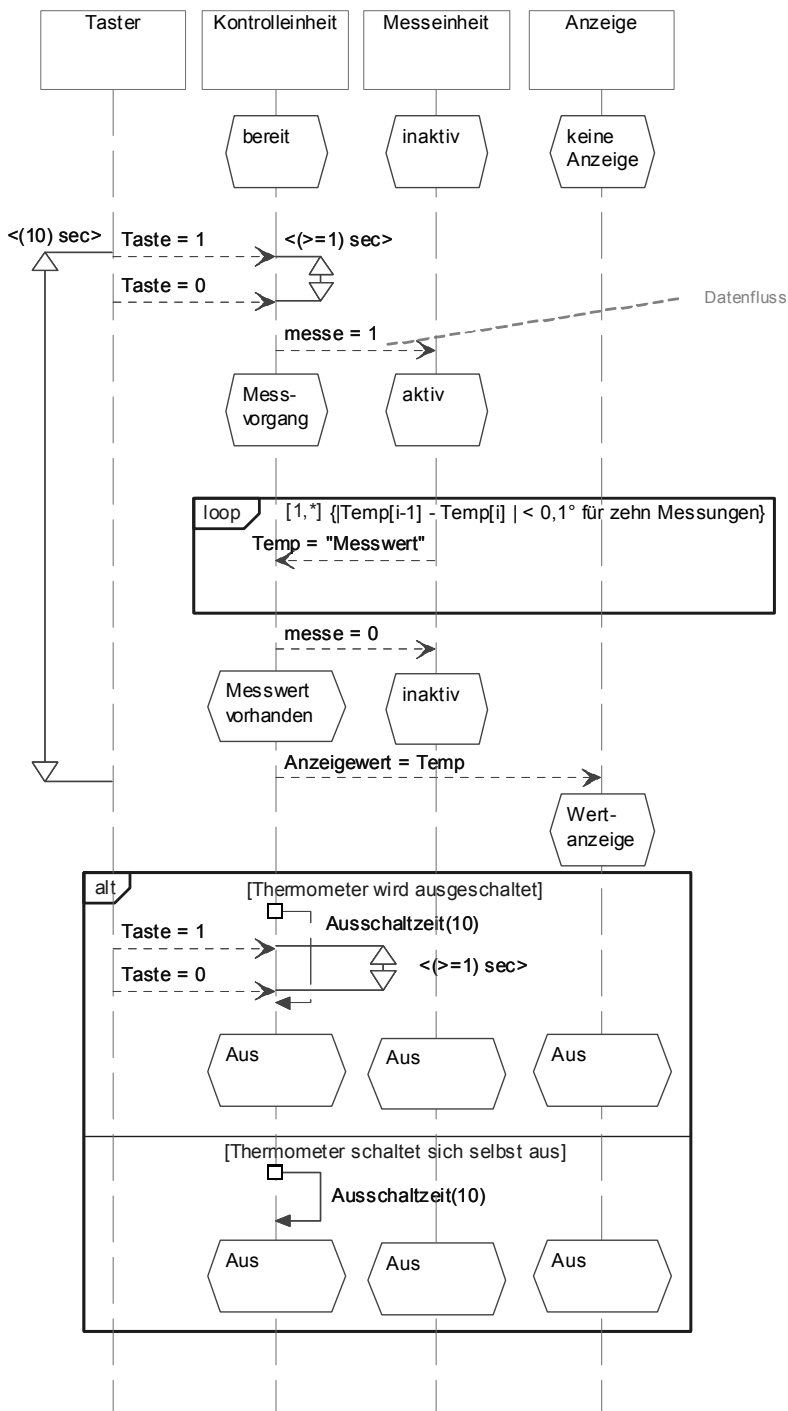 Taster
Kontrolleinheit
Messeinheit
Anzeige
bereit
inaktiv
keine
Anzeige
<(10) sec>
Taste = 1
<(>=1) sec>
Taste = 0
Datenfluss
messe = 1
Mess-
vorgang
aktiv
loop
[1,*] {|Temp[i-1] - Temp[i] | < 0,1° für zehn Messungen}
Temp = "Messwert"
messe = 0
Messwert
vorhanden
inaktiv
Anzeigewert = Temp
Wert-
anzeige
alt
[Thermometer wird ausgeschaltet]
Ausschaltzeit(10)
Taste = 1
<(>=1) sec>
Taste = 0
Aus
Aus
Aus
[Thermometer schaltet sich selbst aus]
Ausschaltzeit(10)
Aus
Aus
Aus